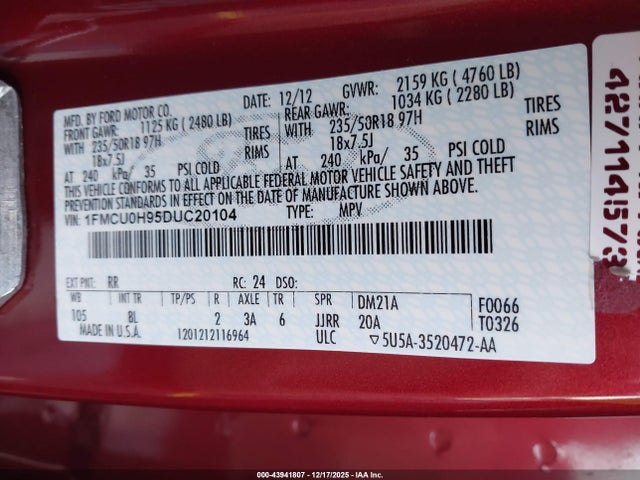 MFD. BY FORD MOTOR CO.
DATE: 12/12 GVWR: 2159 KG ( 4760 LB)
FRONT GAWR: 1125 KG ( 2480 LB)
REAR GAWR: 1034 KG ( 2280 LB)
WITH 235/50R18 97H TIRES
WITH 235/50R18 97H TIRES
18x7.5J RIMS
18x7.5J RIMS
AT 240 kPa/ 35 PSI COLD
AT 240 kPa/ 35 PSI COLD
THIS VEHICLE CONFORMS TO ALL APPLICABLE FEDERAL MOTOR VEHICLE SAFETY AND THEFT
PREVENTION STANDARDS IN EFFECT ON THE DATE OF MANUFACTURE SHOWN ABOVE.
VIN: 1FMCU0H95DUC20104 TYPE: MPV
EXT PNT: RR RC: 24 DSO:
WB INT TR TP/PS R AXLE TR SPR DM21A F0066
105 BL 2 3A 6 JJRR 20A T0326
MADE IN U.S.A. 1201212116964 ULC 5U5A-3520472-AA
42711457/3
000-43941807 - 12/17/2025 - IAA Inc.